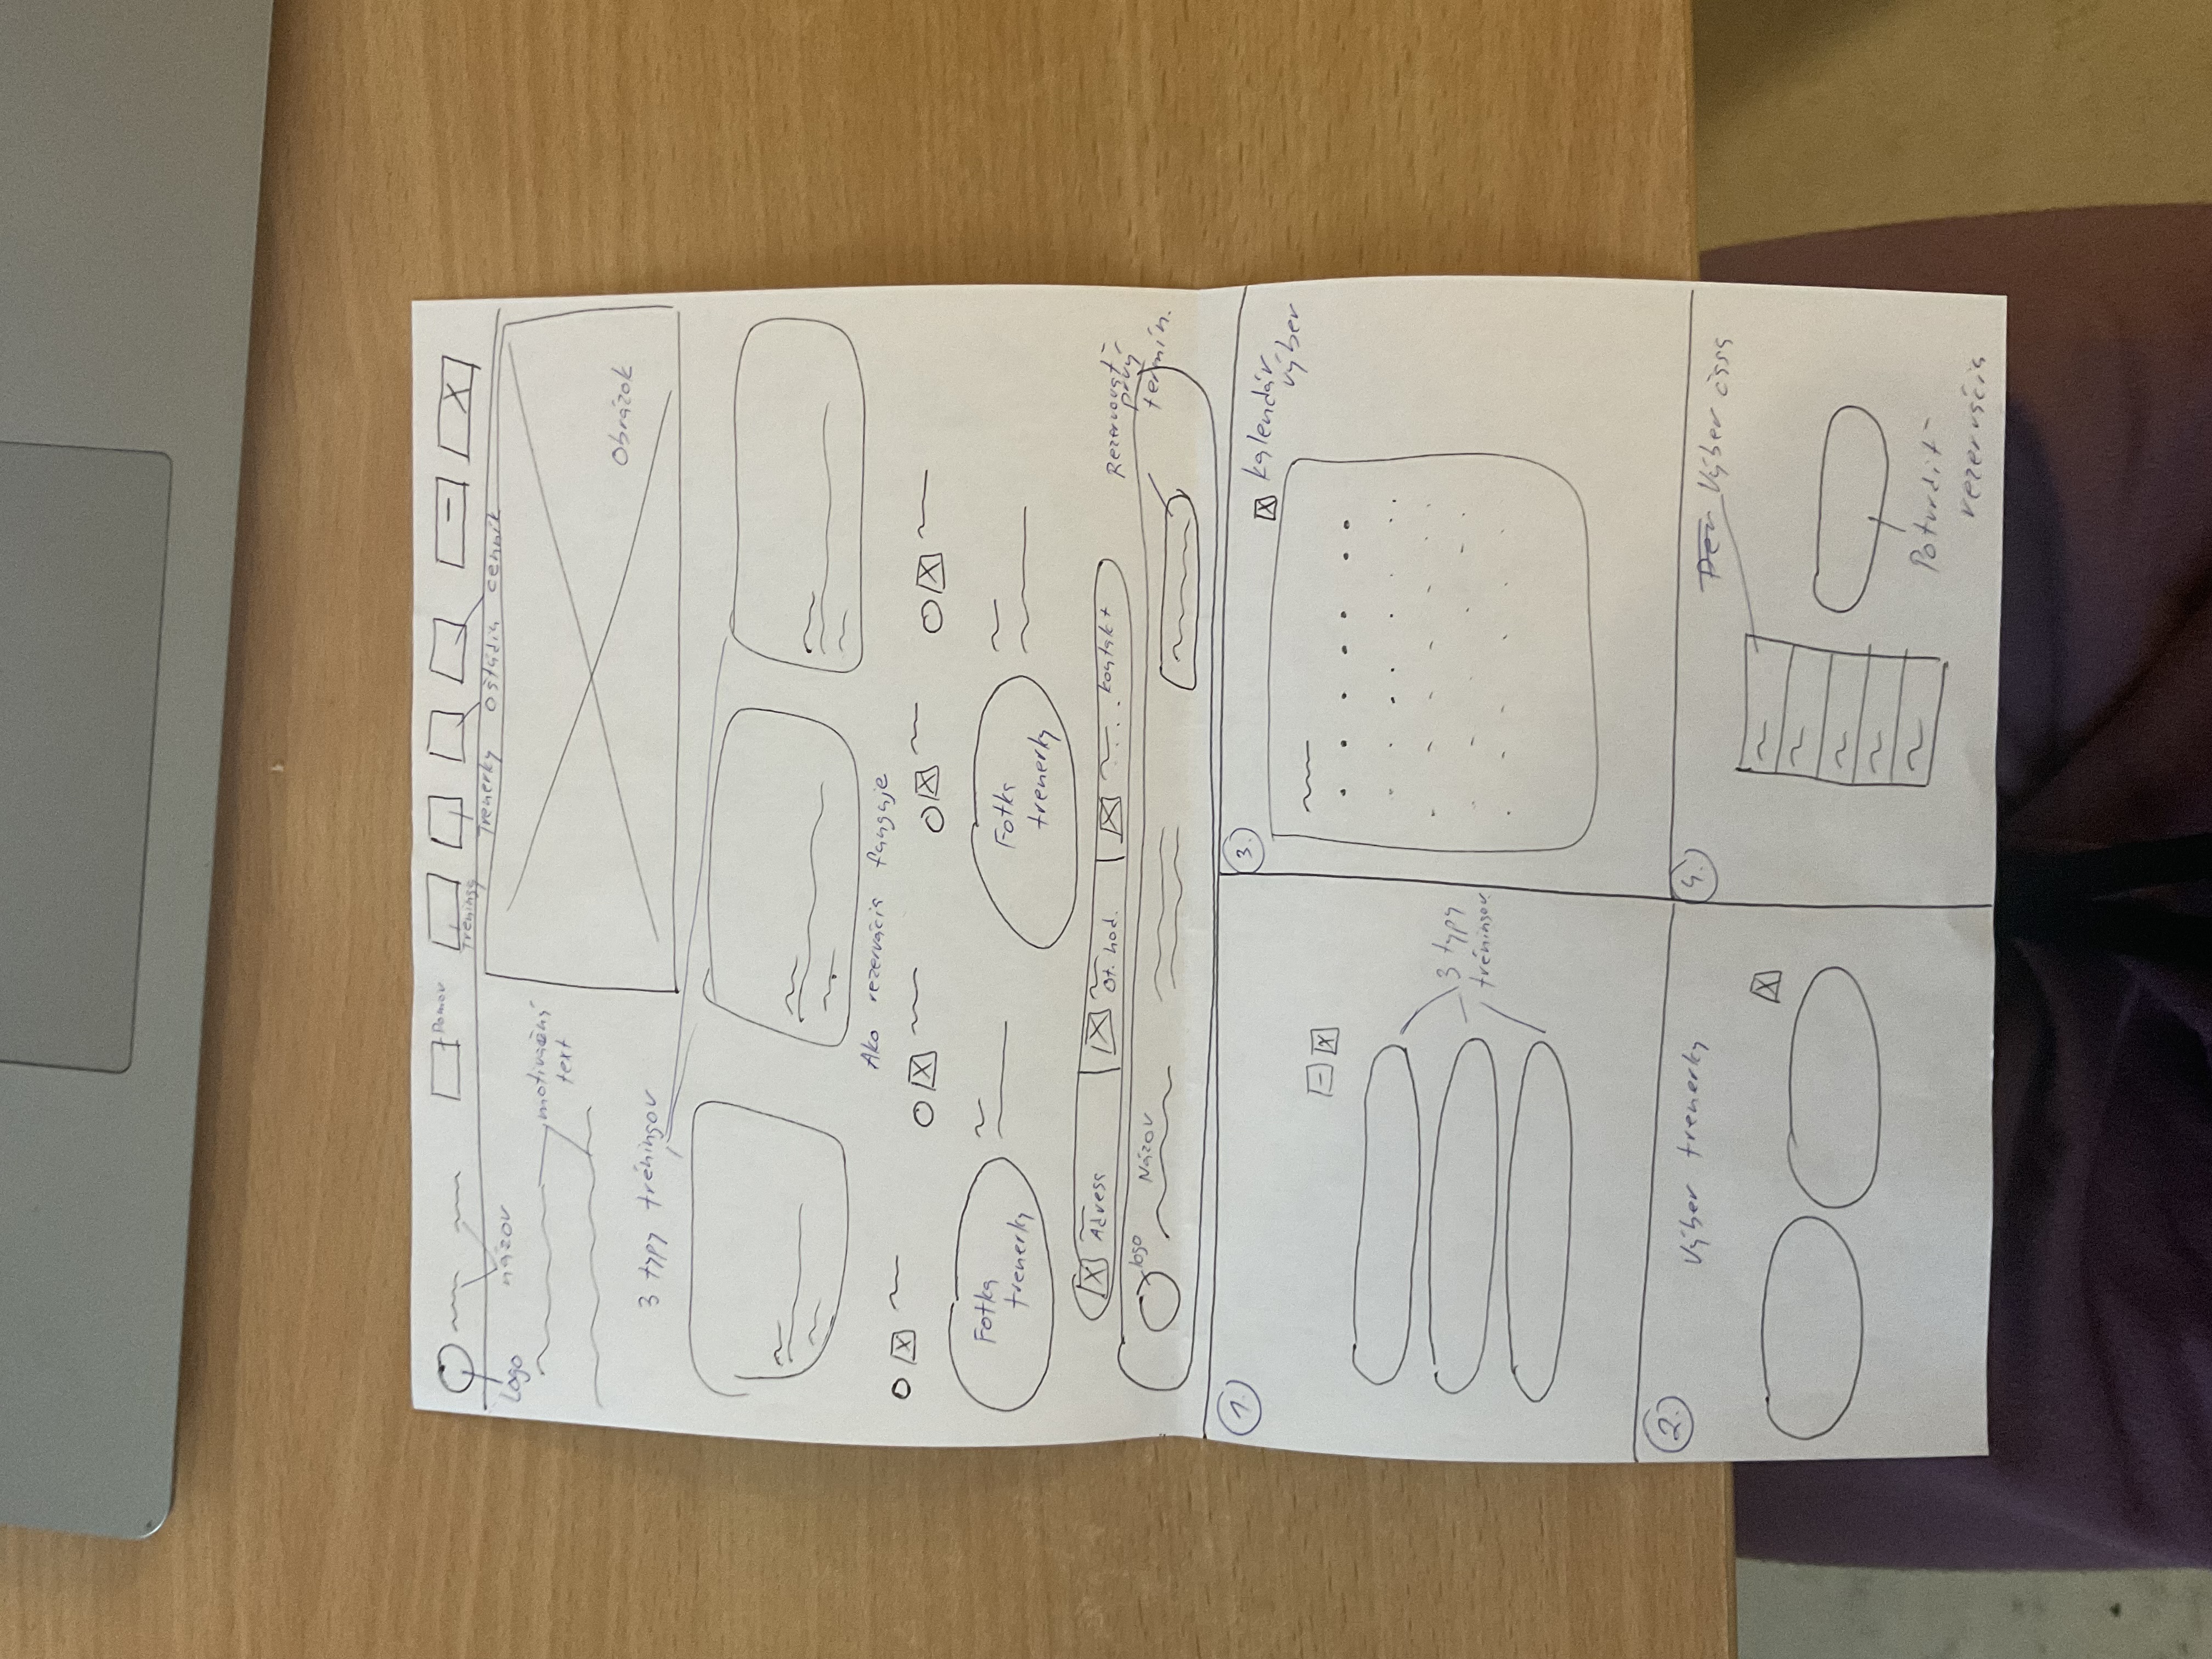 Domov
Tréningy
Trenerky
O štúdiu
cenník
Logo
názov
motivačný
text
Obrázok
3 typy tréningov
Ako rezervácia funguje
Fotka
trenerky
Fotka
trenerky
Adresa
Ot. hod.
kontakt
Rezervovať
prvý
termín.
logo
Názov
1.
3 typy
tréningov
3.
kalendár
výber
2.
Výber trenerky
4.
Výber času
Potvrdiť
rezervácia